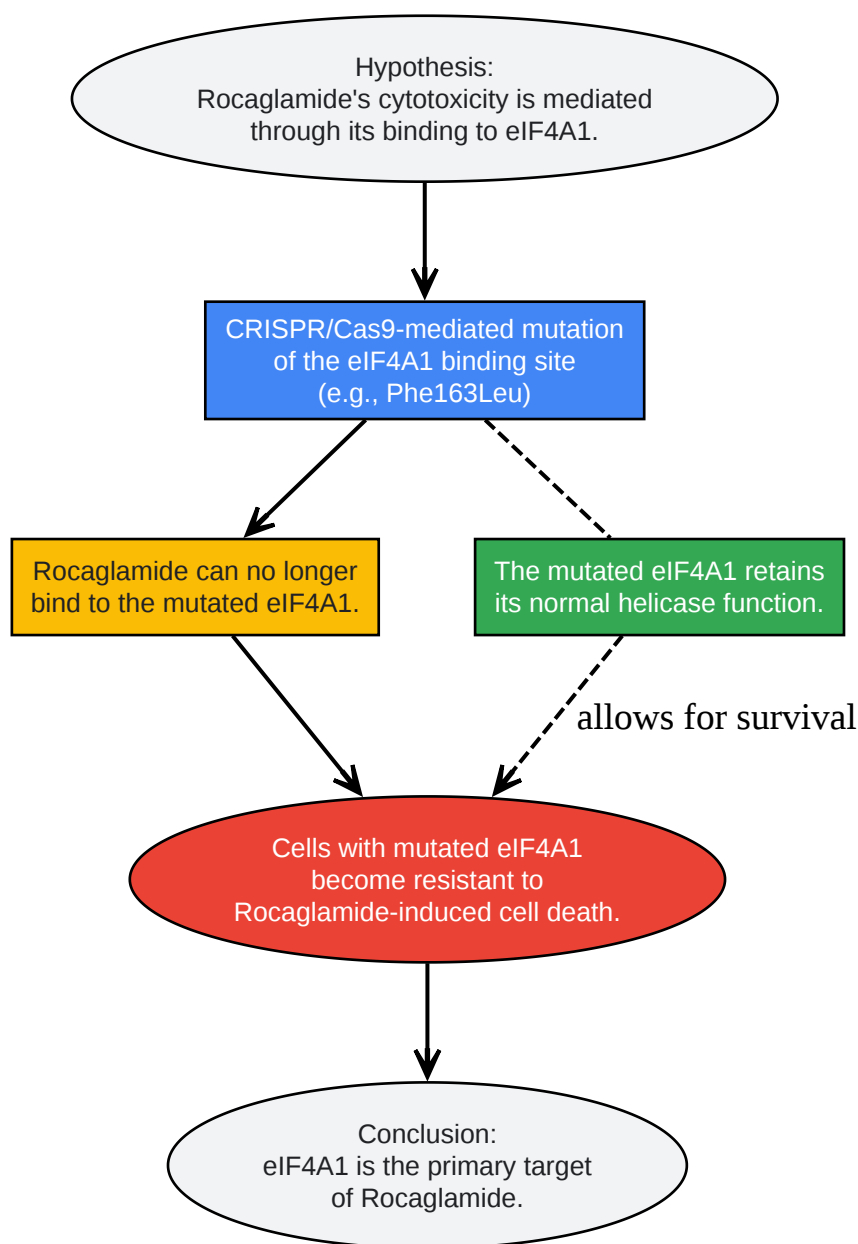 Hypothesis:
Rocaglamide's cytotoxicity is mediated
through its binding to eIF4A1.
CRISPR/Cas9-mediated mutation
of the eIF4A1 binding site
(e.g., Phe163Leu)
Rocaglamide can no longer
bind to the mutated eIF4A1.
The mutated eIF4A1 retains
its normal helicase function.
allows for survival
Cells with mutated eIF4A1
become resistant to
Rocaglamide-induced cell death.
Conclusion:
eIF4A1 is the primary target
of Rocaglamide.